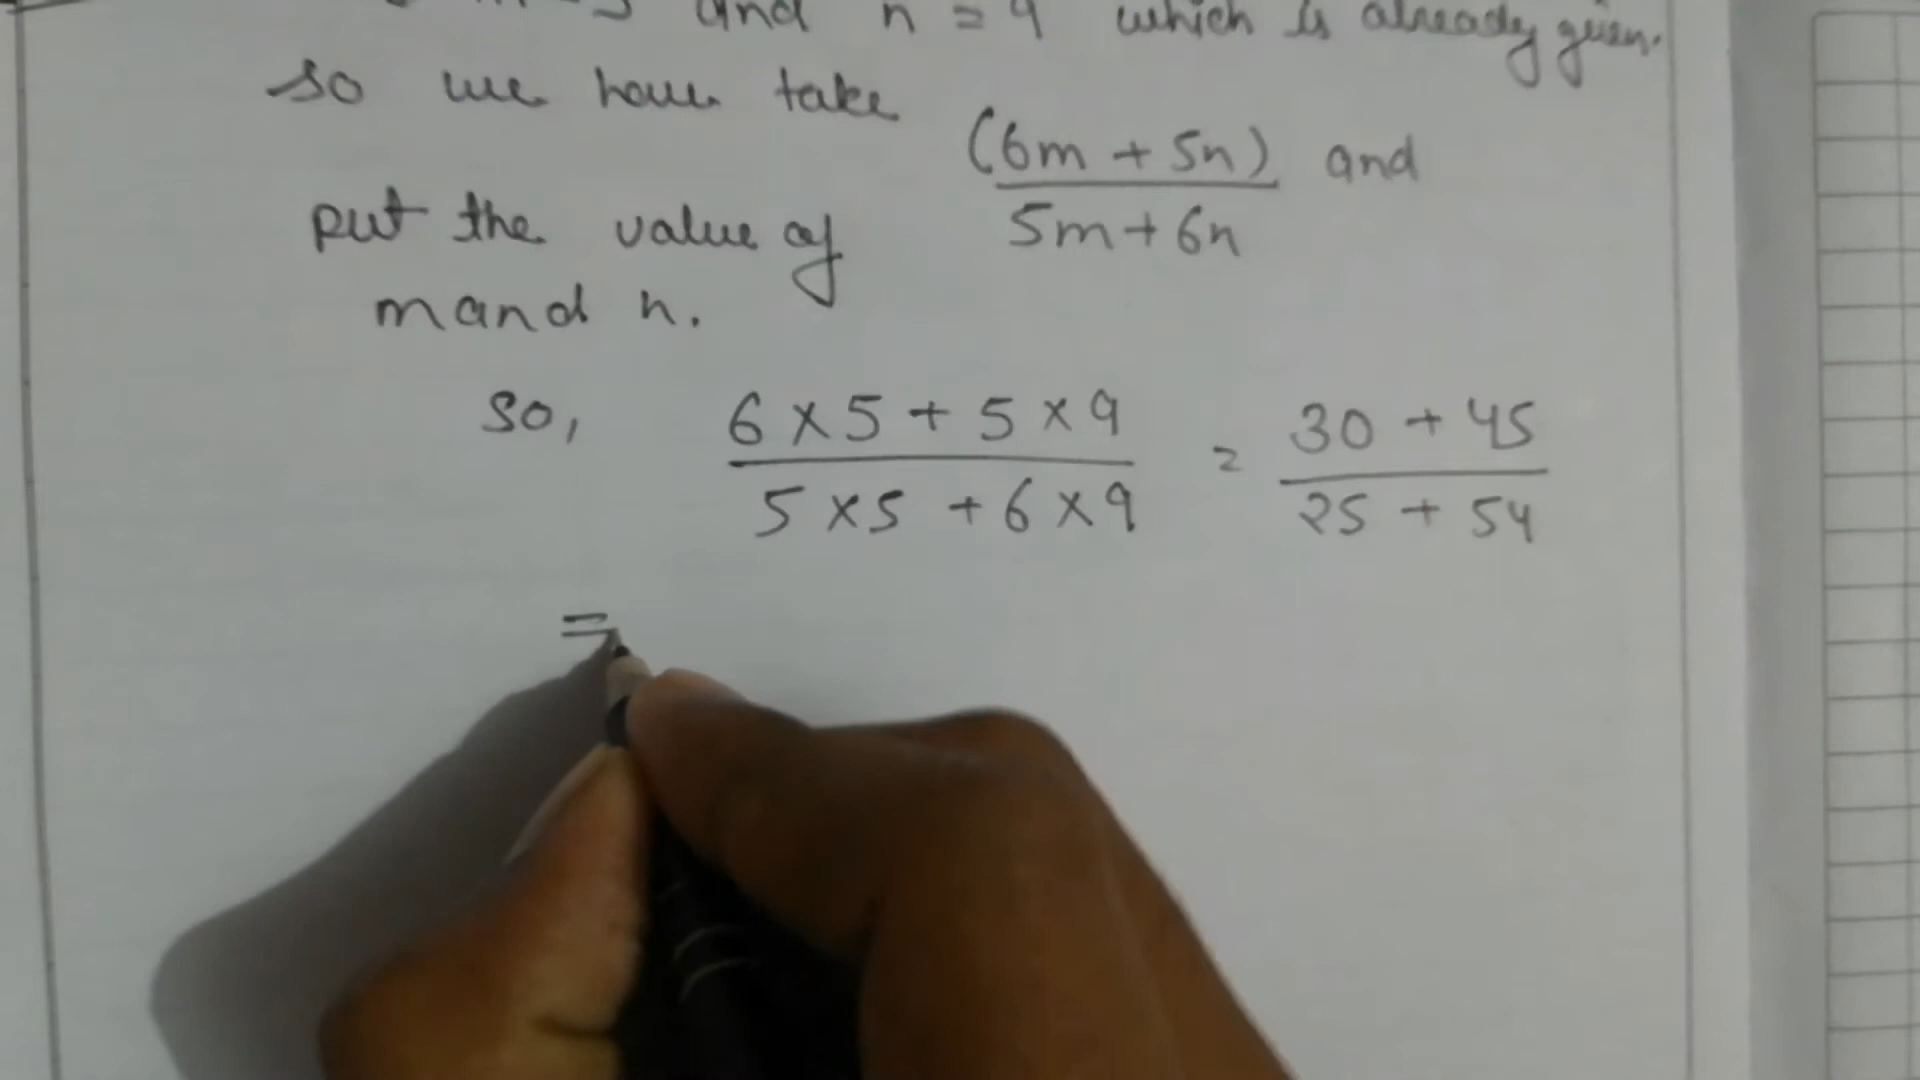 and n = 9 which is already given.
so we have take
(6m + 5n) and
5m + 6n
put the value of
m and n.
so, 6 × 5 + 5 × 9 = 30 + 45
5 × 5 + 6 × 9 25 + 54
=